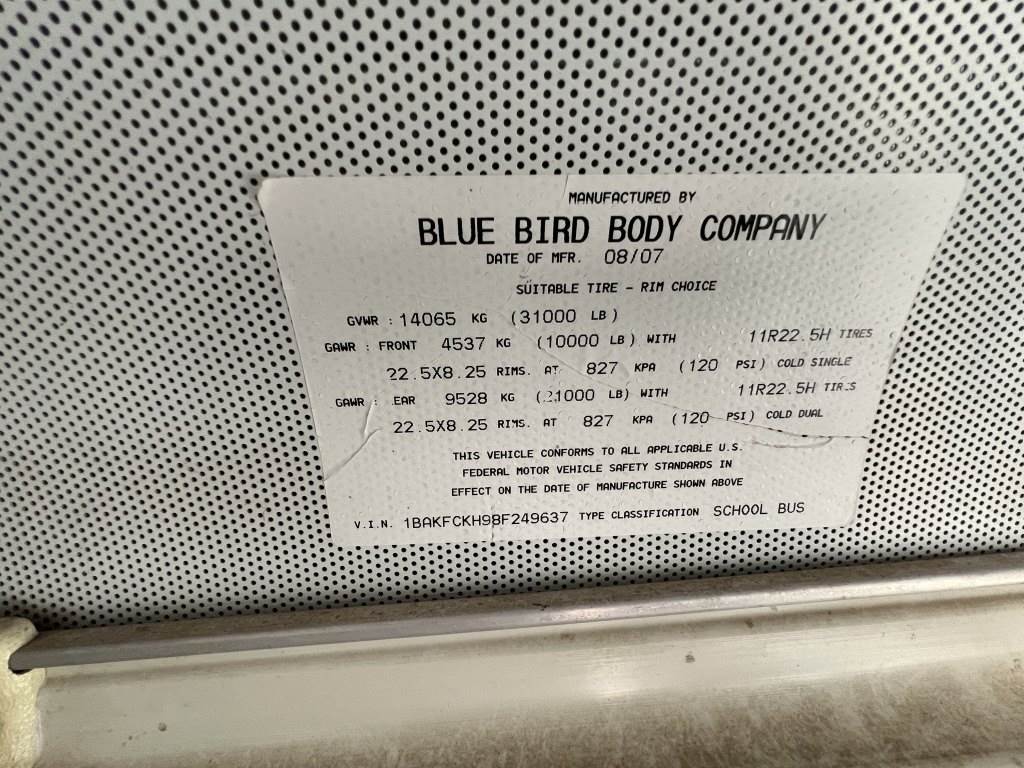 MANUFACTURED BY
BLUE BIRD BODY COMPANY
DATE OF MFR. 08/07
SUITABLE TIRE - RIM CHOICE
GVWR : 14065 KG (31000 LB)
GAWR : FRONT 4537 KG (10000 LB) WITH 11R22.5H TIRES
22.5X8.25 RIMS. AT 827 KPA (120 PSI) COLD SINGLE
GAWR : EAR 9528 KG (21000 LB) WITH 11R22.5H TIRES
22.5X8.25 RIMS. AT 827 KPA (120 PSI) COLD DUAL
THIS VEHICLE CONFORMS TO ALL APPLICABLE U.S.
FEDERAL MOTOR VEHICLE SAFETY STANDARDS IN
EFFECT ON THE DATE OF MANUFACTURE SHOWN ABOVE
V.I.N. 1BAKFCKH98F249637 TYPE CLASSIFICATION SCHOOL BUS